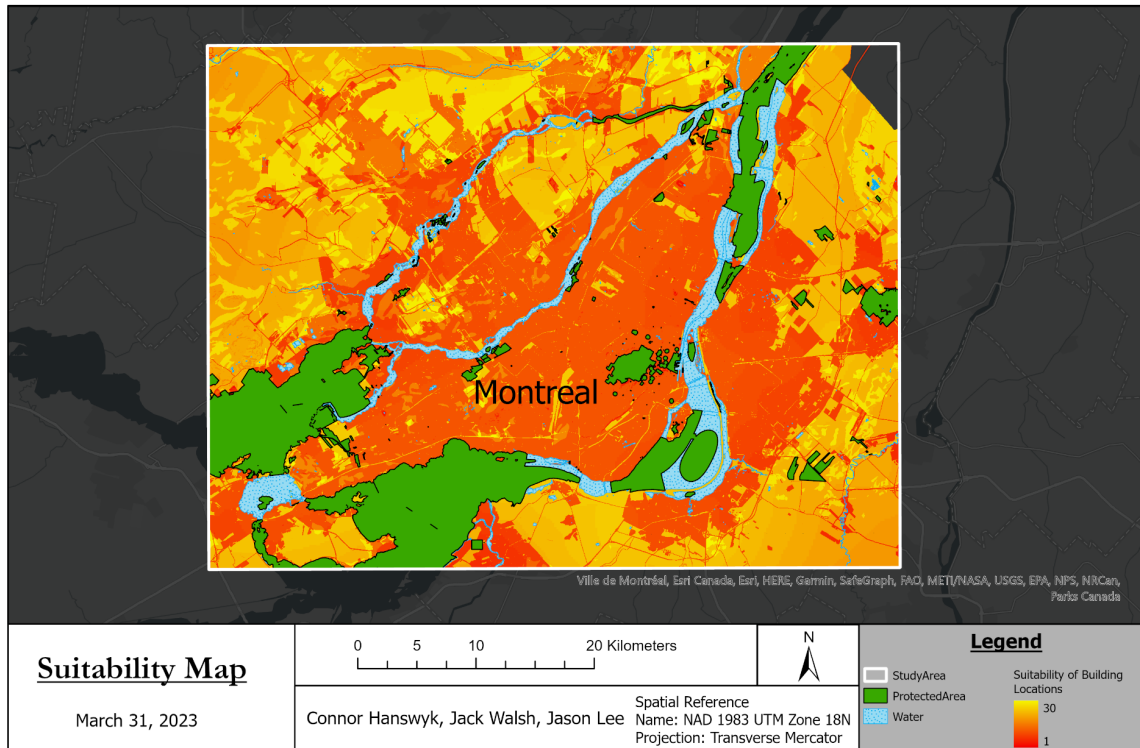 Montreal
Ville de Montréal, Esri Canada, Esri, HERE, Garmin, SafeGraph, FAO, METI/NASA, USGS, EPA, NPS, NRCan,
Parks Canada
Suitability Map
March 31, 2023
0 5 10 20 Kilometers
Connor Hanswyk, Jack Walsh, Jason Lee
Spatial Reference
Name: NAD 1983 UTM Zone 18N
Projection: Transverse Mercator
N
Legend
StudyArea
ProtectedArea
Water
Suitability of Building
Locations
30
1